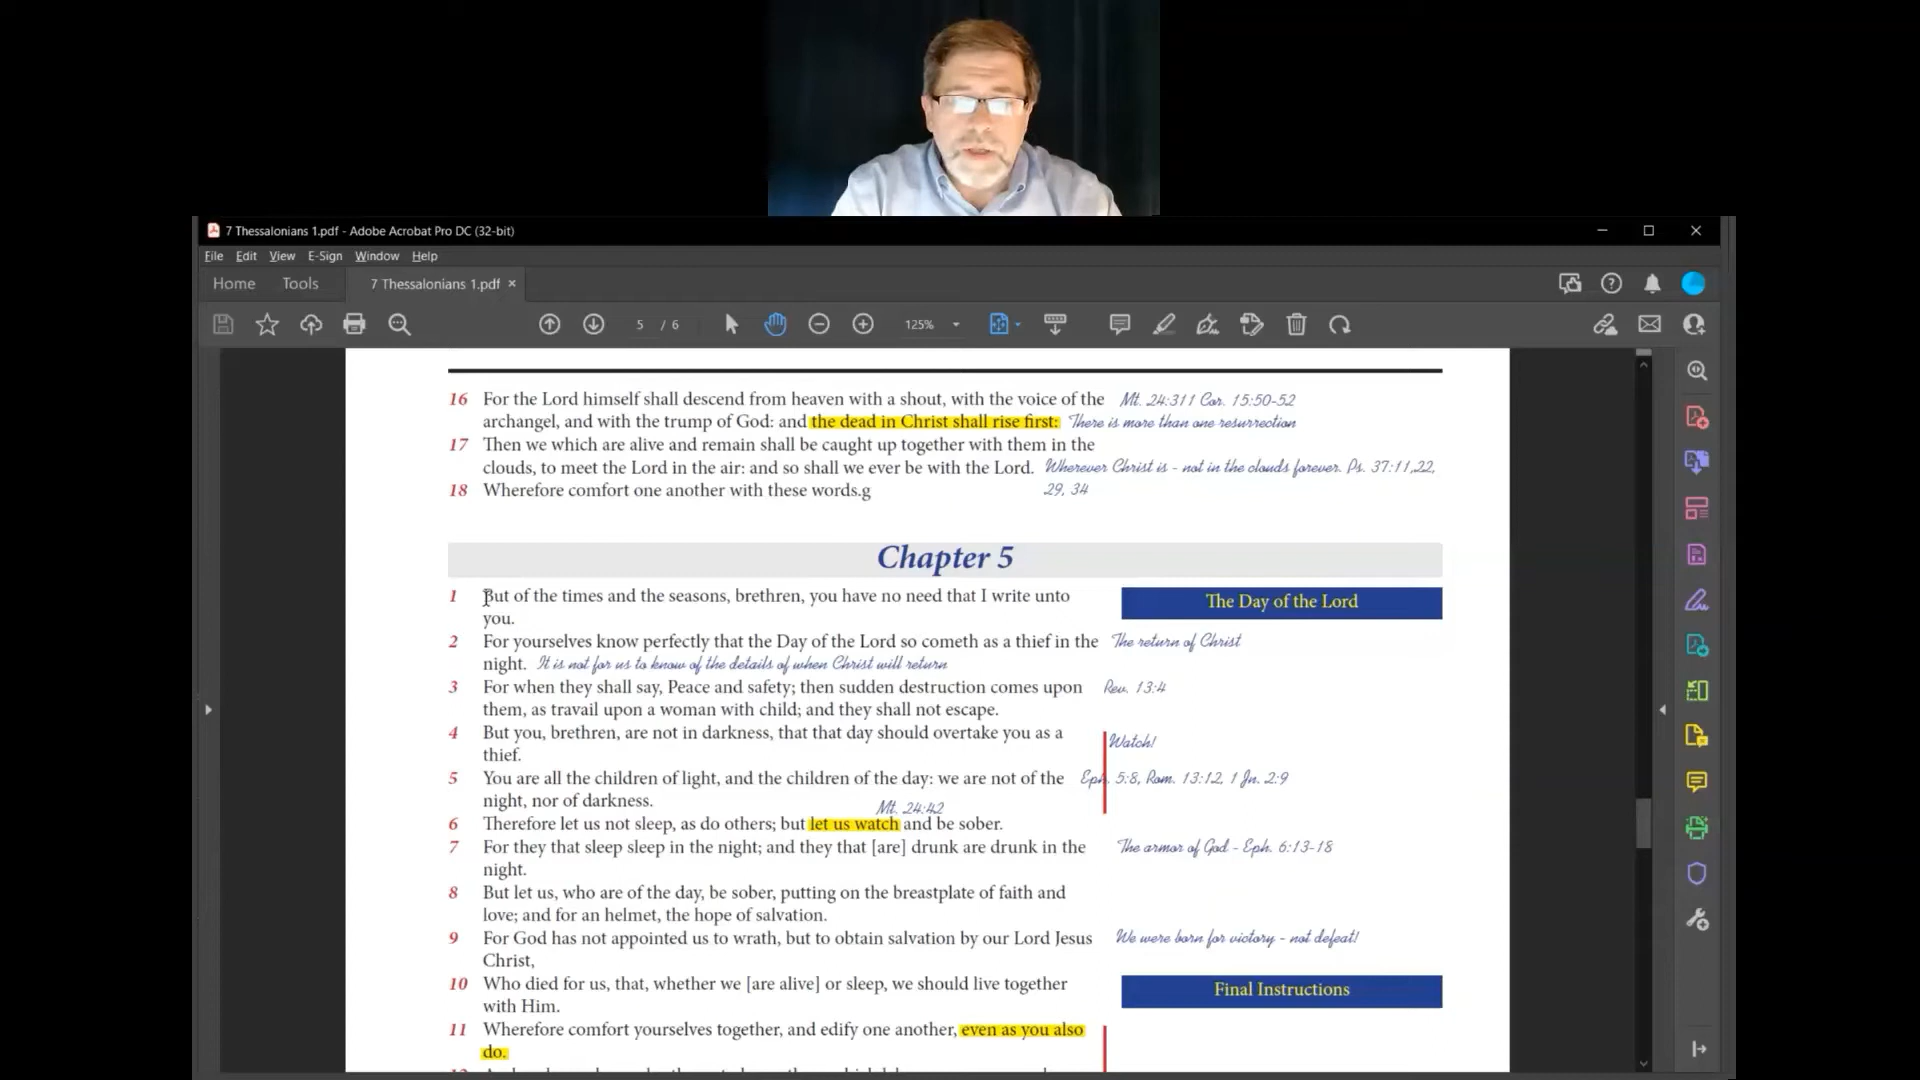 7 Thessalonians 1.pdf - Adobe Acrobat Pro DC (32-bit)
File Edit View E-Sign Window Help
Home Tools 7 Thessalonians 1.pdf ×
5 / 6 125%
16 For the Lord himself shall descend from heaven with a shout, with the voice of the Mt. 24:311 Cor. 15:50-52
archangel, and with the trump of God: and the dead in Christ shall rise first: There is more than one resurrection
17 Then we which are alive and remain shall be caught up together with them in the
clouds, to meet the Lord in the air: and so shall we ever be with the Lord. Wherever Christ is - not in the clouds forever. Ps. 37:11,22,
18 Wherefore comfort one another with these words.g 29, 34
Chapter 5
1 But of the times and the seasons, brethren, you have no need that I write unto The Day of the Lord
you.
2 For yourselves know perfectly that the Day of the Lord so cometh as a thief in the The return of Christ
night. It is not for us to know of the details of when Christ will return
3 For when they shall say, Peace and safety; then sudden destruction comes upon Rev. 13:4
them, as travail upon a woman with child; and they shall not escape.
4 But you, brethren, are not in darkness, that that day should overtake you as a Watch!
thief.
5 You are all the children of light, and the children of the day: we are not of the Eph. 5:8, Rom. 13:12, 1 Jn. 2:9
night, nor of darkness. Mt. 24:42
6 Therefore let us not sleep, as do others; but let us watch and be sober.
7 For they that sleep sleep in the night; and they that [are] drunk are drunk in the The armor of God - Eph. 6:13-18
night.
8 But let us, who are of the day, be sober, putting on the breastplate of faith and
love; and for an helmet, the hope of salvation.
9 For God has not appointed us to wrath, but to obtain salvation by our Lord Jesus We were born for victory - not defeat!
Christ,
10 Who died for us, that, whether we [are alive] or sleep, we should live together Final Instructions
with Him.
11 Wherefore comfort yourselves together, and edify one another, even as you also
do.